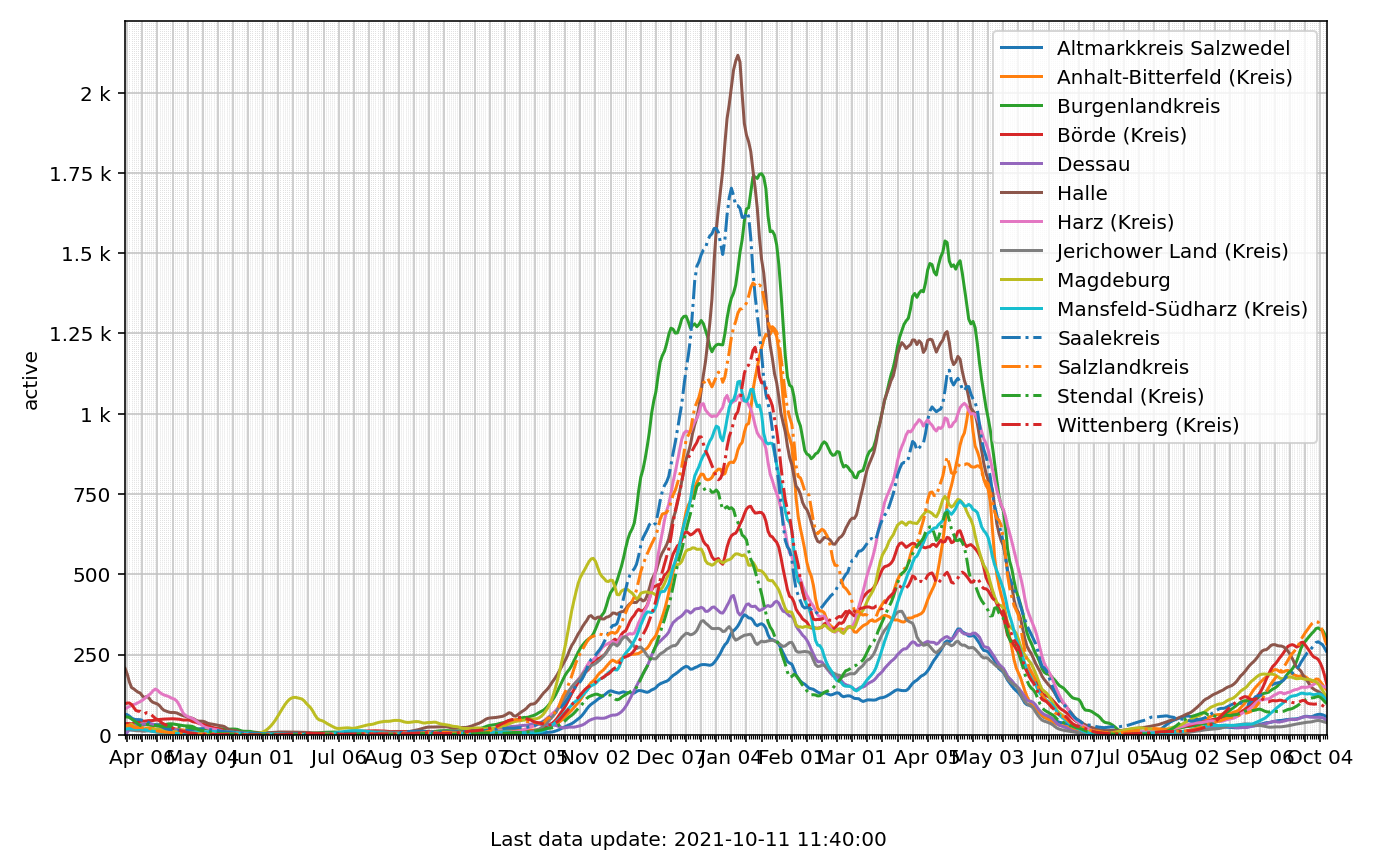 2 k
1.75 k
1.5 k
1.25 k
1 k
750
500
250
0
active
Altmarkkreis Salzwedel
Anhalt-Bitterfeld (Kreis)
Burgenlandkreis
Börde (Kreis)
Dessau
Halle
Harz (Kreis)
Jerichower Land (Kreis)
Magdeburg
Mansfeld-Südharz (Kreis)
Saalekreis
Salzlandkreis
Stendal (Kreis)
Wittenberg (Kreis)
Apr 06 May 04 Jun 01 Jul 06 Aug 03 Sep 07 Oct 05 Nov 02 Dec 07 Jan 04 Feb 01 Mar 01 Apr 05 May 03 Jun 07 Jul 05 Aug 02 Sep 06 Oct 04
Last data update: 2021-10-11 11:40:00